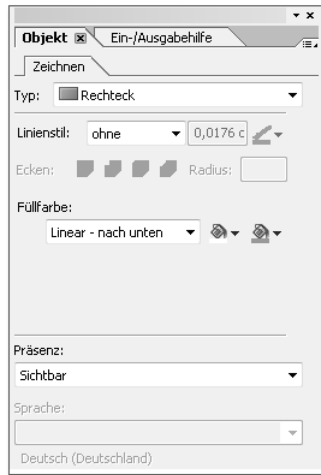 Objekt Ein-/Ausgabehilfe
Zeichnen
Typ: Rechteck
Linienstil: ohne 0,0176 c
Ecken: Radius:
Füllfarbe:
Linear - nach unten
Präsenz:
Sichtbar
Sprache:
Deutsch (Deutschland)